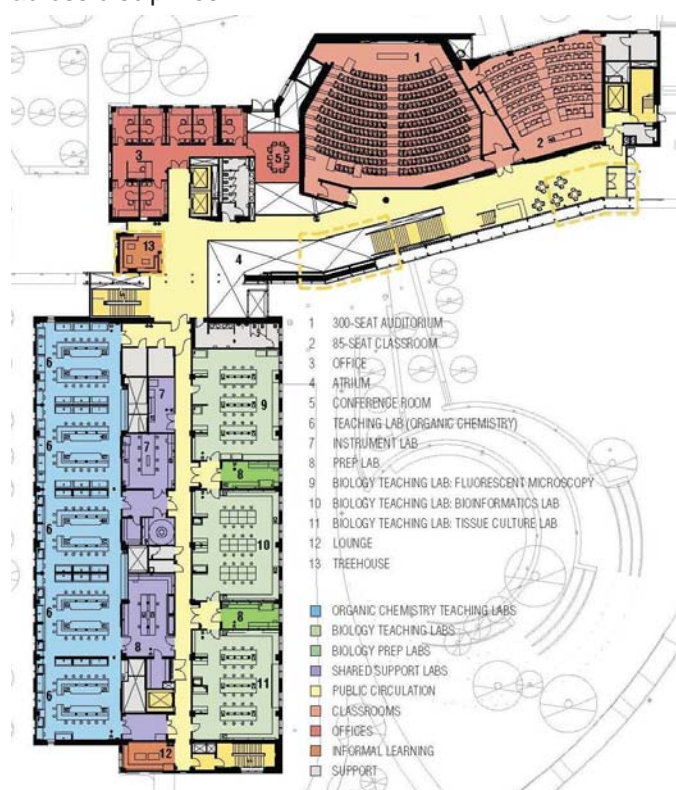 1
2
3
5
13
4
6
7
9
6
7
8
6
10
6
8
8
11
6
12
1 300-SEAT AUDITORIUM
2 85-SEAT CLASSROOM
3 OFFICE
4 ATRIUM
5 CONFERENCE ROOM
6 TEACHING LAB (ORGANIC CHEMISTRY)
7 INSTRUMENT LAB
8 PREP LAB
9 BIOLOGY TEACHING LAB: FLUORESCENT MICROSCOPY
10 BIOLOGY TEACHING LAB: BIOINFORMATICS LAB
11 BIOLOGY TEACHING LAB: TISSUE CULTURE LAB
12 LOUNGE
13 TREEHOUSE
ORGANIC CHEMISTRY TEACHING LABS
BIOLOGY TEACHING LABS
BIOLOGY PREP LABS
SHARED SUPPORT LABS
PUBLIC CIRCULATION
CLASSROOMS
OFFICES
INFORMAL LEARNING
SUPPORT